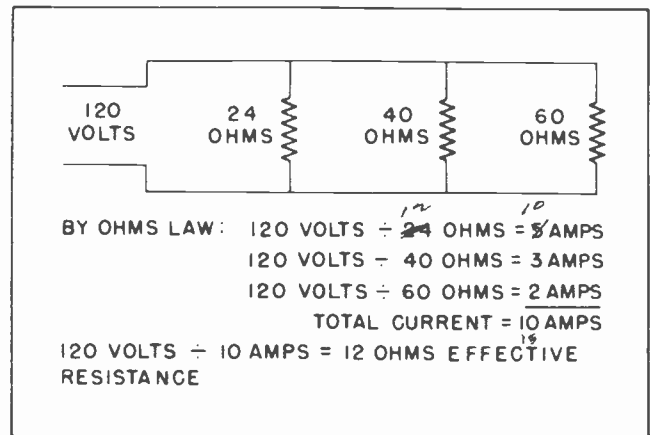 120 VOLTS
24 OHMS
40 OHMS
60 OHMS
12 10
BY OHMS LAW: 120 VOLTS ÷ 24 OHMS = 5 AMPS
120 VOLTS ÷ 40 OHMS = 3 AMPS
120 VOLTS ÷ 60 OHMS = 2 AMPS
TOTAL CURRENT = 10 AMPS
15
120 VOLTS ÷ 10 AMPS = 12 OHMS EFFECTIVE
RESISTANCE